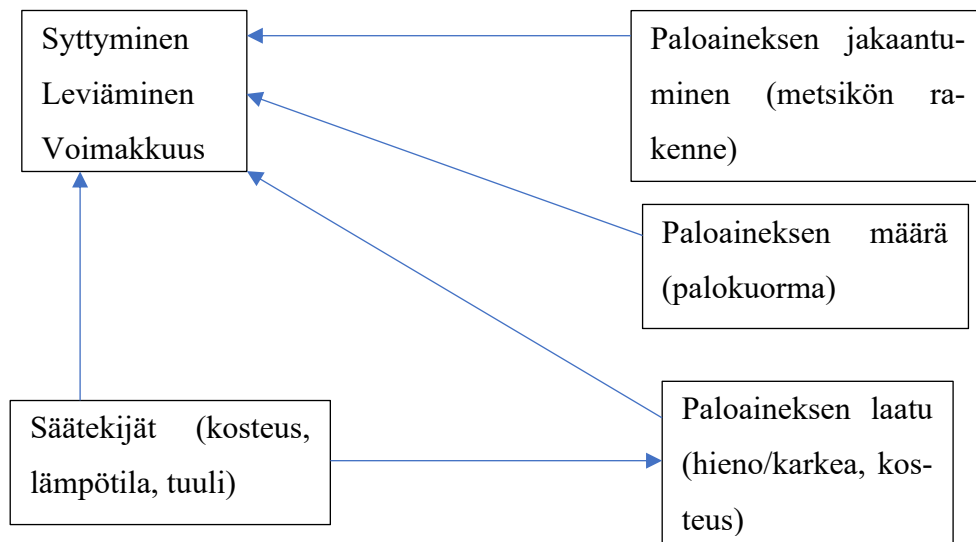 Syttyminen
Leviäminen
Voimakkuus
Paloaineksen jakaantu-
minen (metsikön ra-
kenne)
Paloaineksen määrä
(palokuorma)
Säätekijät (kosteus,
lämpötila, tuuli)
Paloaineksen laatu
(hieno/karkea, kos-
teus)